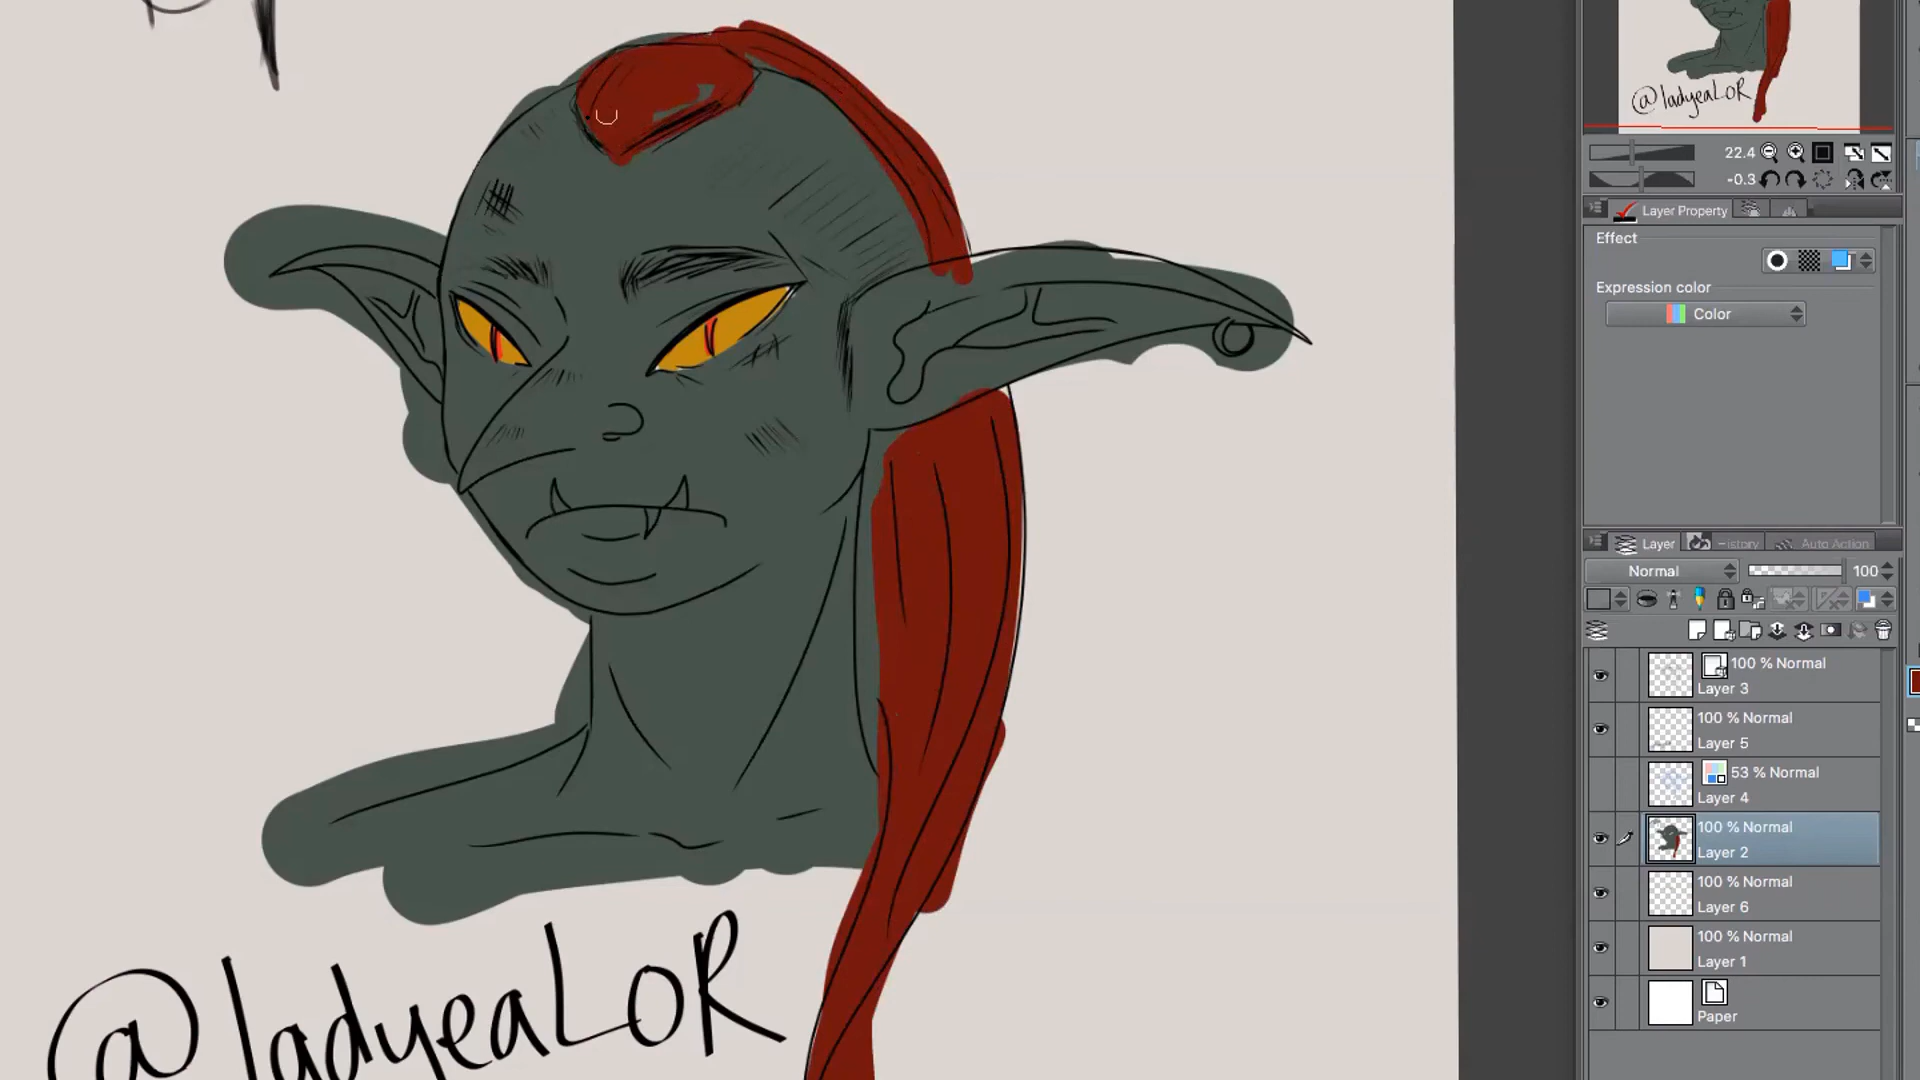 @ladyeaLoR
22.4
-0.3
Layer Property
Effect
Expression color
Color
@ladyeaLoR
Layer
Auto Action
Normal
100
100 % Normal
Layer 3
100 % Normal
Layer 5
53 % Normal
Layer 4
100 % Normal
Layer 2
100 % Normal
Layer 6
100 % Normal
Layer 1
Paper